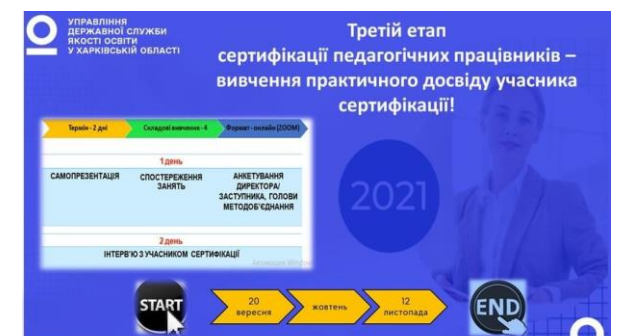 УПРАВЛІННЯ
ДЕРЖАВНОЇ СЛУЖБИ
ЯКОСТІ ОСВІТИ
У ХАРКІВСЬКІЙ ОБЛАСТІ
Третій етап
сертифікації педагогічних працівників –
вивчення практичного досвіду учасника
сертифікації!
Термін - 2 дні
Складові вивчення - 4
Формат - онлайн (ZOOM)
1 день
САМОПРЕЗЕНТАЦІЯ
СПОСТЕРЕЖЕННЯ
ЗАНЯТЬ
АНКЕТУВАННЯ
ДИРЕКТОРА/
ЗАСТУПНИКА, ГОЛОВИ
МЕТОДОБ'ЄДНАННЯ
2 день
ІНТЕРВ'Ю З УЧАСНИКОМ СЕРТИФІКАЦІЇ
Активация Window
2021
START
20
вересня
жовтень
12
листопада
END